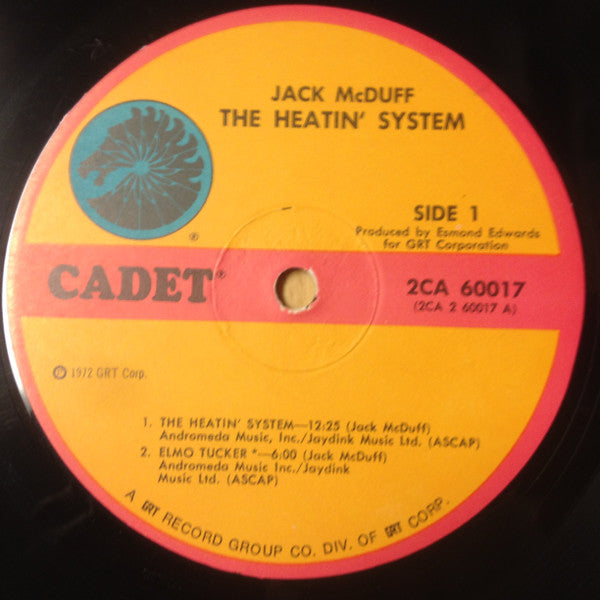 JACK McDUFF
THE HEATIN' SYSTEM
®
SIDE 1
Produced by Esmond Edwards
for GRT Corporation
CADET®
2CA 60017
(2CA 2 60017 A)
℗ 1972 GRT Corp.
1. THE HEATIN' SYSTEM—12:25 (Jack McDuff)
Andromeda Music, Inc./Jaydink Music Ltd. (ASCAP)
2. ELMO TUCKER *—6:00 (Jack McDuff)
Andromeda Music Inc./Jaydink
Music Ltd. (ASCAP)
A GRT RECORD GROUP CO. DIV. OF GRT CORP.